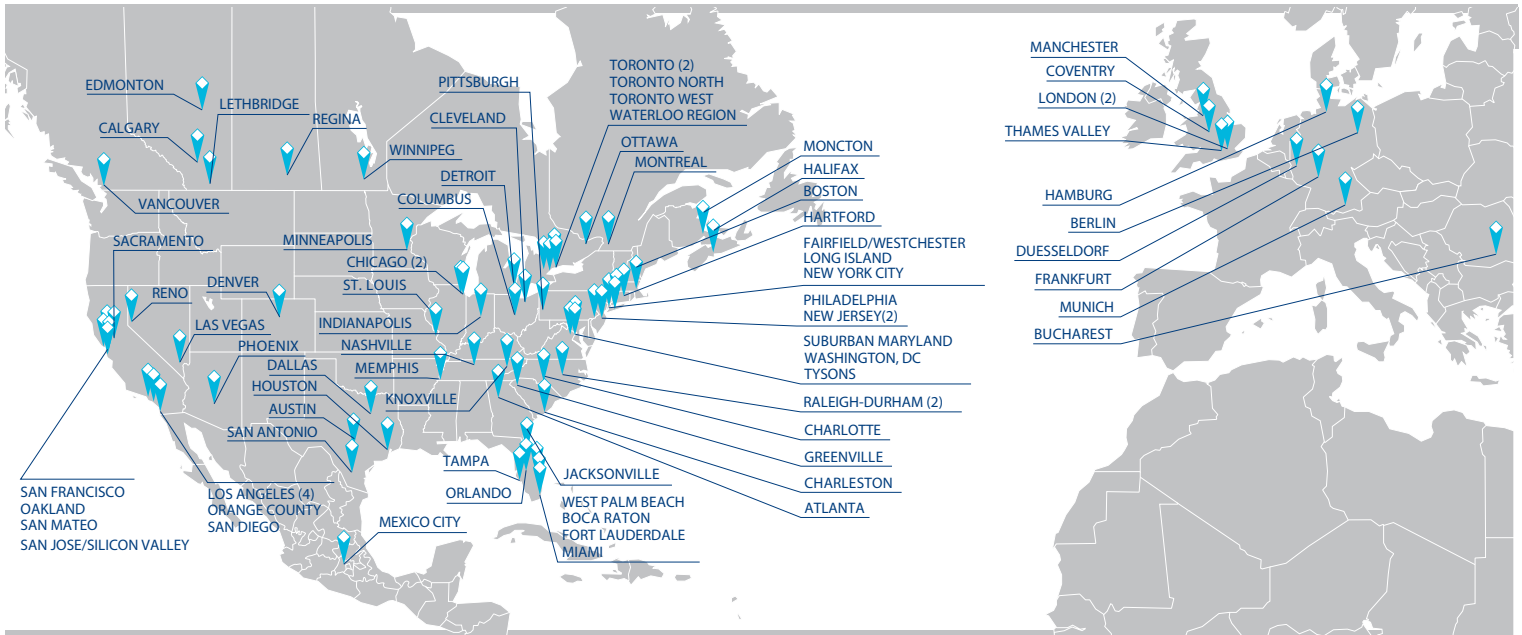 EDMONTON
LETHBRIDGE
CALGARY
REGINA
WINNIPEG
VANCOUVER
PITTSBURGH
CLEVELAND
DETROIT
COLUMBUS
TORONTO (2)
TORONTO NORTH
TORONTO WEST
WATERLOO REGION
OTTAWA
MONTREAL
MONCTON
HALIFAX
BOSTON
HARTFORD
FAIRFIELD/WESTCHESTER
LONG ISLAND
NEW YORK CITY
PHILADELPHIA
NEW JERSEY(2)
SUBURBAN MARYLAND
WASHINGTON, DC
TYSONS
RALEIGH-DURHAM (2)
CHARLOTTE
GREENVILLE
CHARLESTON
ATLANTA
SACRAMENTO
RENO
DENVER
LAS VEGAS
PHOENIX
MINNEAPOLIS
CHICAGO (2)
ST. LOUIS
INDIANAPOLIS
NASHVILLE
MEMPHIS
KNOXVILLE
DALLAS
HOUSTON
AUSTIN
SAN ANTONIO
TAMPA
ORLANDO
JACKSONVILLE
WEST PALM BEACH
BOCA RATON
FORT LAUDERDALE
MIAMI
SAN FRANCISCO
OAKLAND
SAN MATEO
SAN JOSE/SILICON VALLEY
LOS ANGELES (4)
ORANGE COUNTY
SAN DIEGO
MEXICO CITY
MANCHESTER
COVENTRY
LONDON (2)
THAMES VALLEY
HAMBURG
BERLIN
DUESSELDORF
FRANKFURT
MUNICH
BUCHAREST